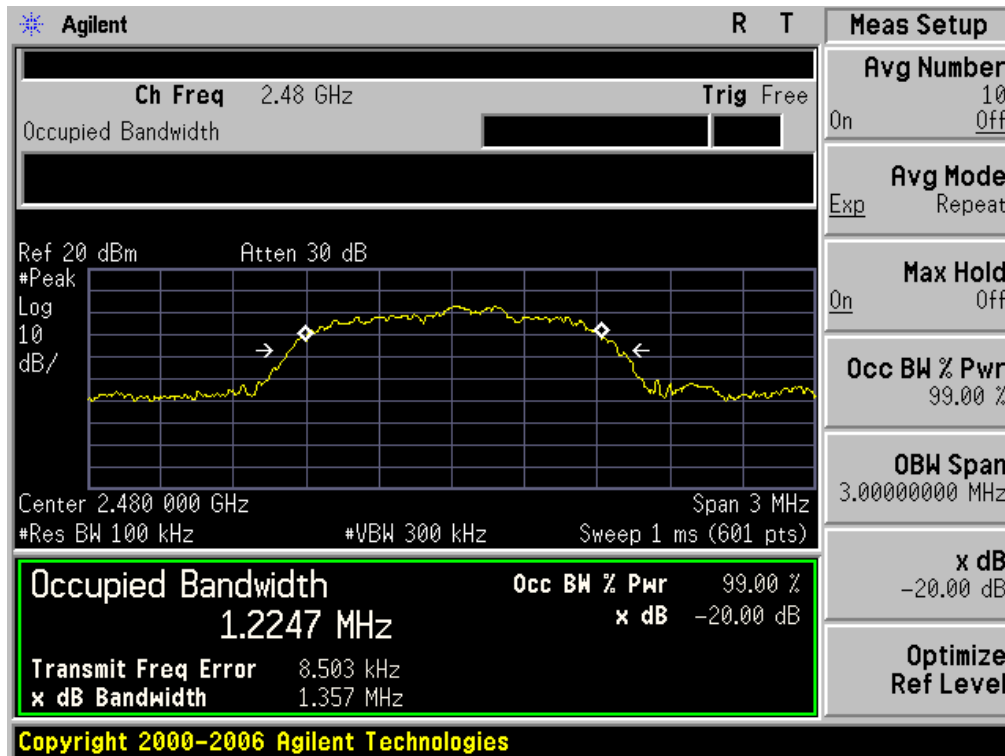 Agilent R T
Ch Freq 2.48 GHz Trig Free
Occupied Bandwidth
Ref 20 dBm Atten 30 dB
#Peak
Log
10
dB/
Center 2.480 000 GHz Span 3 MHz
#Res BW 100 kHz #VBW 300 kHz Sweep 1 ms (601 pts)
Occupied Bandwidth Occ BW % Pwr 99.00 %
1.2247 MHz x dB -20.00 dB
Transmit Freq Error 8.503 kHz
x dB Bandwidth 1.357 MHz
Copyright 2000-2006 Agilent Technologies
Meas Setup
Avg Number
10
On Off
Avg Mode
Exp Repeat
Max Hold
On Off
Occ BW % Pwr
99.00 %
OBW Span
3.00000000 MHz
x dB
-20.00 dB
Optimize
Ref Level